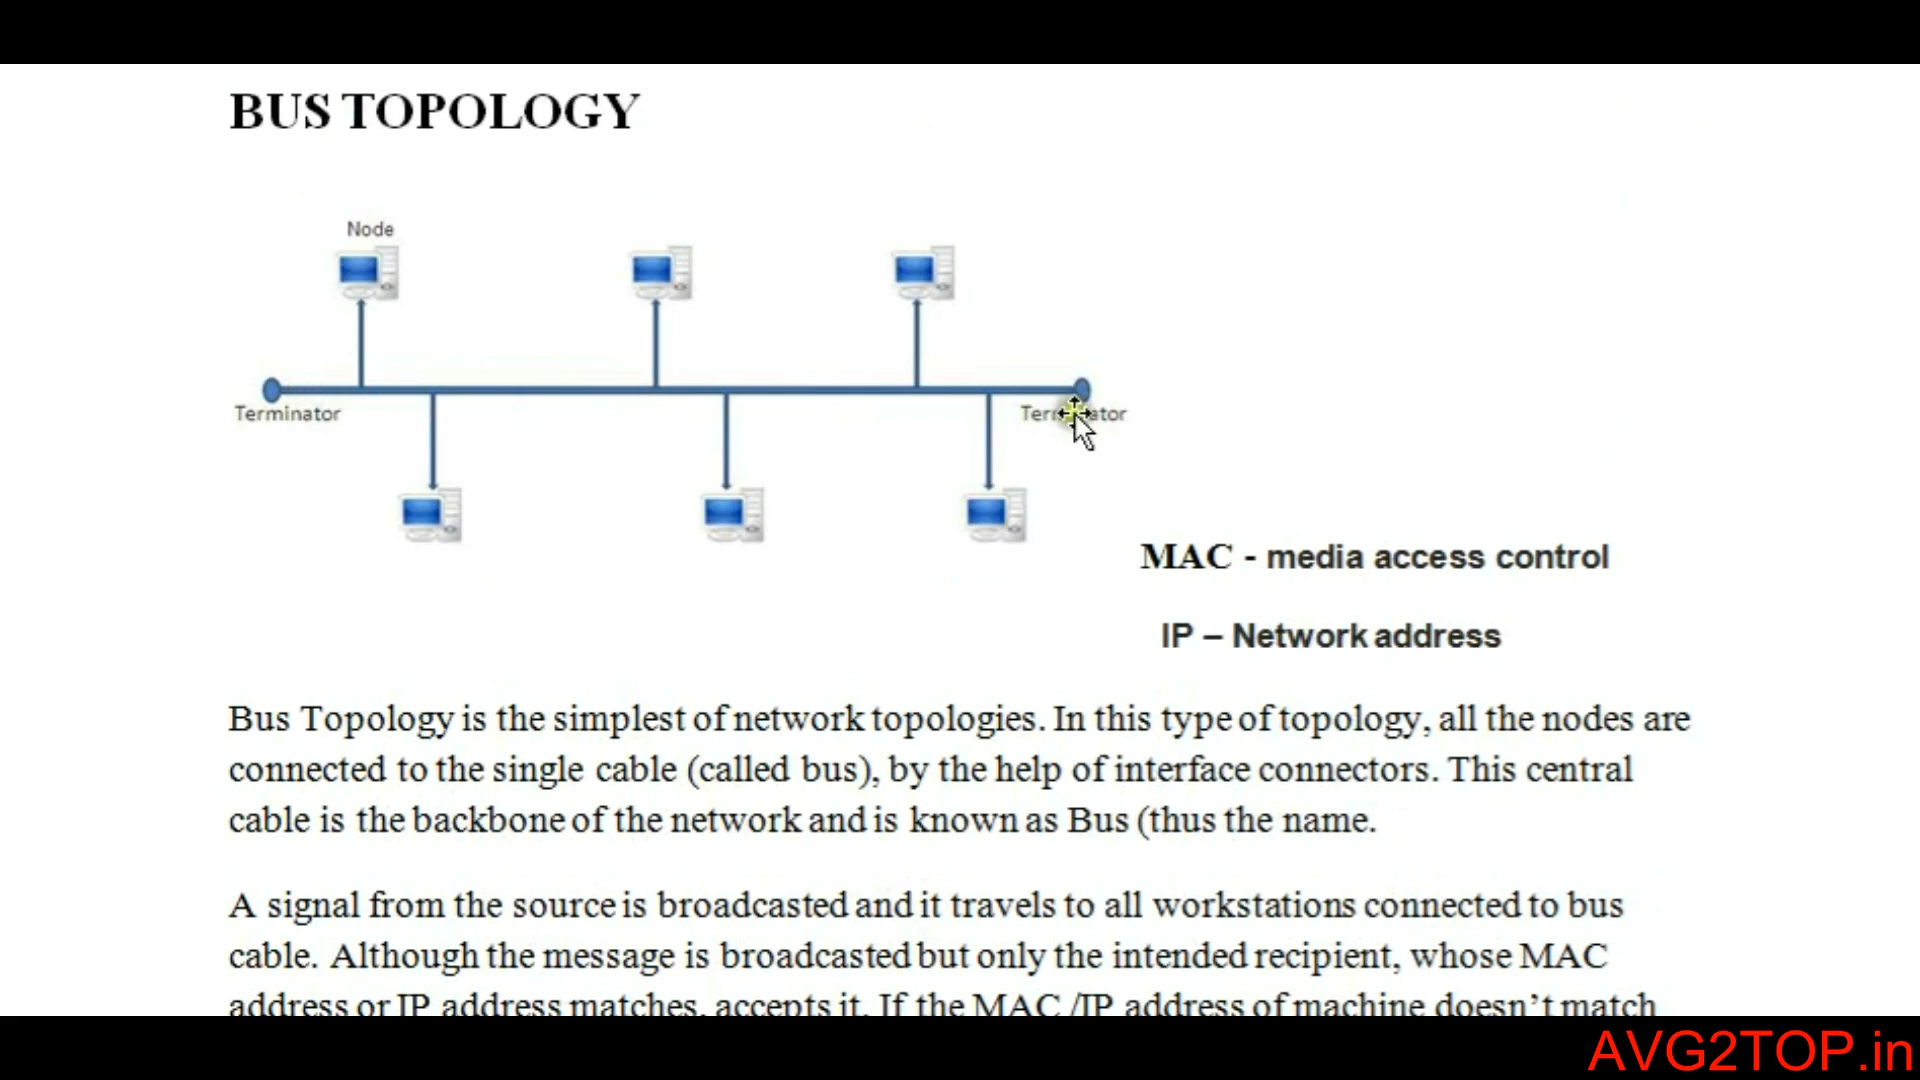 BUS TOPOLOGY
Node
Terminator
MAC - media access control
IP – Network address
Bus Topology is the simplest of network topologies. In this type of topology, all the nodes are
connected to the single cable (called bus), by the help of interface connectors. This central
cable is the backbone of the network and is known as Bus (thus the name.
A signal from the source is broadcasted and it travels to all workstations connected to bus
cable. Although the message is broadcasted but only the intended recipient, whose MAC
address or IP address matches, accepts it. If the MAC /IP address of machine doesn’t match
AVG2TOP.in